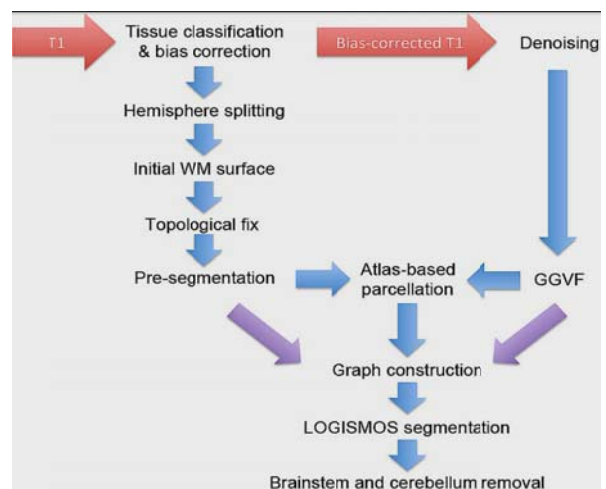 T1
Tissue classification
& bias correction
Bias-corrected T1
Denoising
Hemisphere splitting
Initial WM surface
Topological fix
Pre-segmentation
Atlas-based
parcellation
GGVF
Graph construction
LOGISMOS segmentation
Brainstem and cerebellum removal